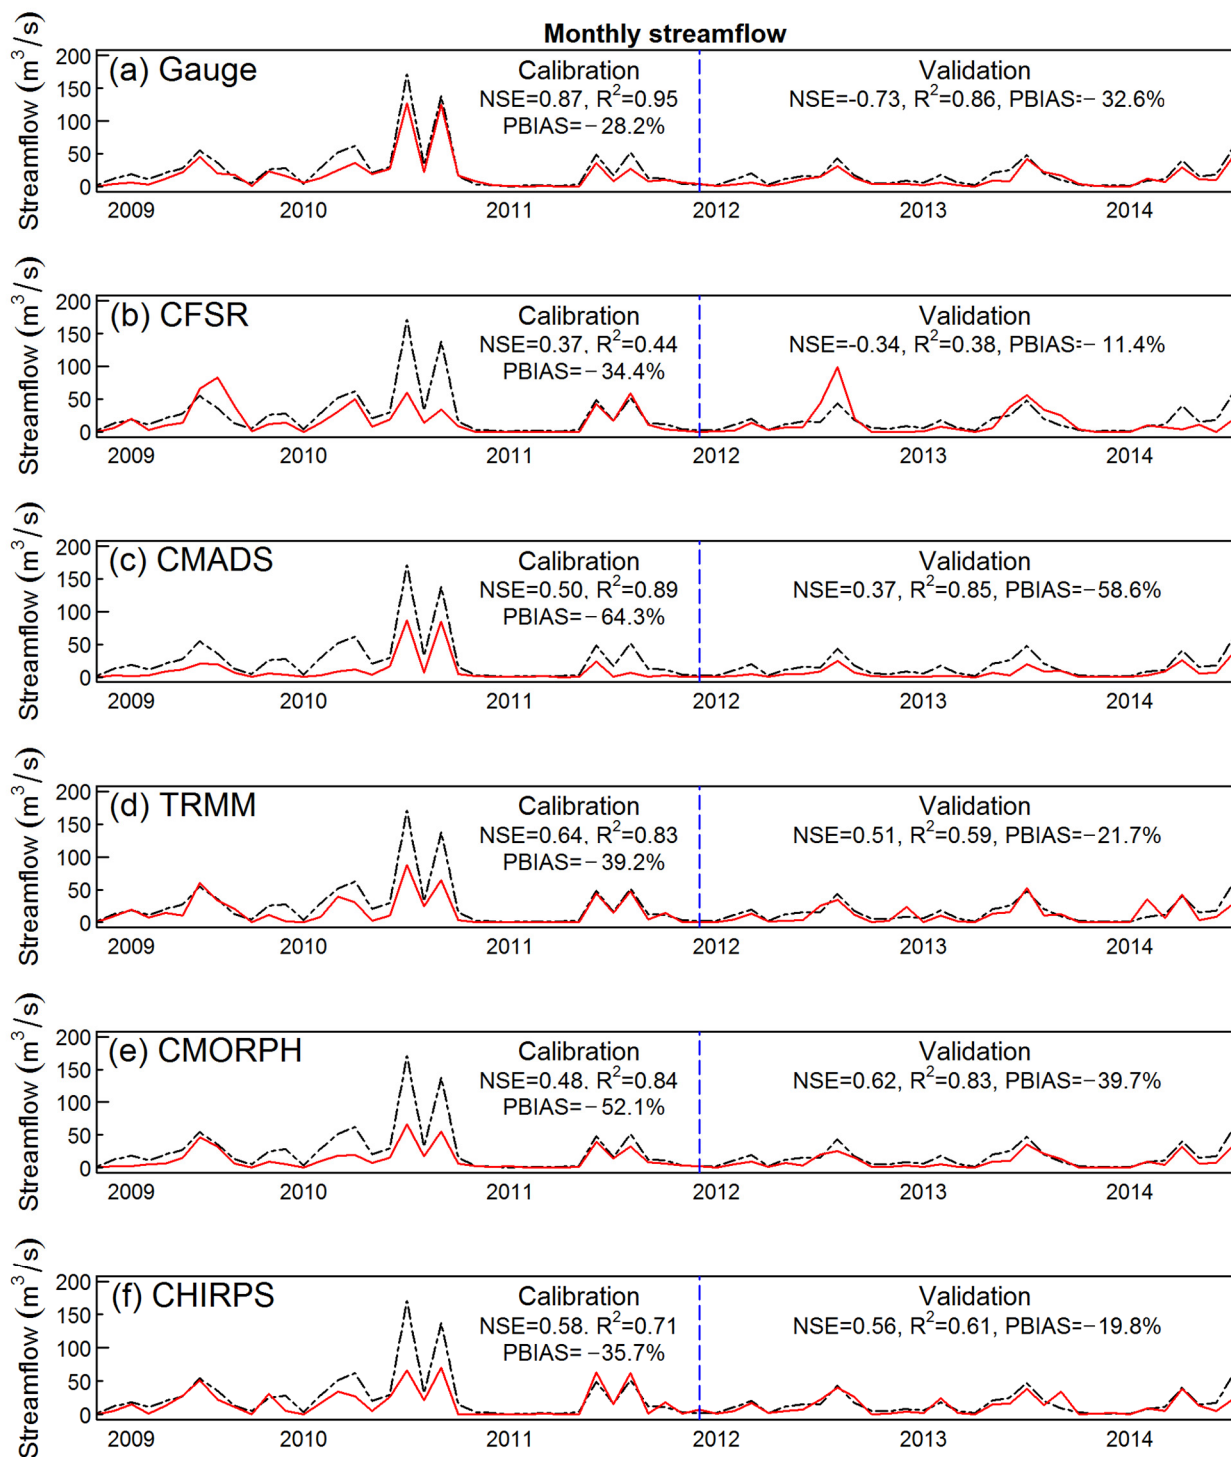 Monthly streamflow
Streamflow (m³/s)
200
150
100
50
0
(a) Gauge
Calibration
NSE=0.87, R²=0.95
PBIAS=−28.2%
Validation
NSE=-0.73, R²=0.86, PBIAS=− 32.6%
2009 2010 2011 2012 2013 2014
Streamflow (m³/s)
200
150
100
50
0
(b) CFSR
Calibration
NSE=0.37, R²=0.44
PBIAS=−34.4%
Validation
NSE=-0.34, R²=0.38, PBIAS=− 11.4%
2009 2010 2011 2012 2013 2014
Streamflow (m³/s)
200
150
100
50
0
(c) CMADS
Calibration
NSE=0.50, R²=0.89
PBIAS=−64.3%
Validation
NSE=0.37, R²=0.85, PBIAS=−58.6%
2009 2010 2011 2012 2013 2014
Streamflow (m³/s)
200
150
100
50
0
(d) TRMM
Calibration
NSE=0.64, R²=0.83
PBIAS=−39.2%
Validation
NSE=0.51, R²=0.59, PBIAS=−21.7%
2009 2010 2011 2012 2013 2014
Streamflow (m³/s)
200
150
100
50
0
(e) CMORPH
Calibration
NSE=0.48, R²=0.84
PBIAS=−52.1%
Validation
NSE=0.62, R²=0.83, PBIAS=−39.7%
2009 2010 2011 2012 2013 2014
Streamflow (m³/s)
200
150
100
50
0
(f) CHIRPS
Calibration
NSE=0.58, R²=0.71
PBIAS= −35.7%
Validation
NSE=0.56, R²=0.61, PBIAS=−19.8%
2009 2010 2011 2012 2013 2014